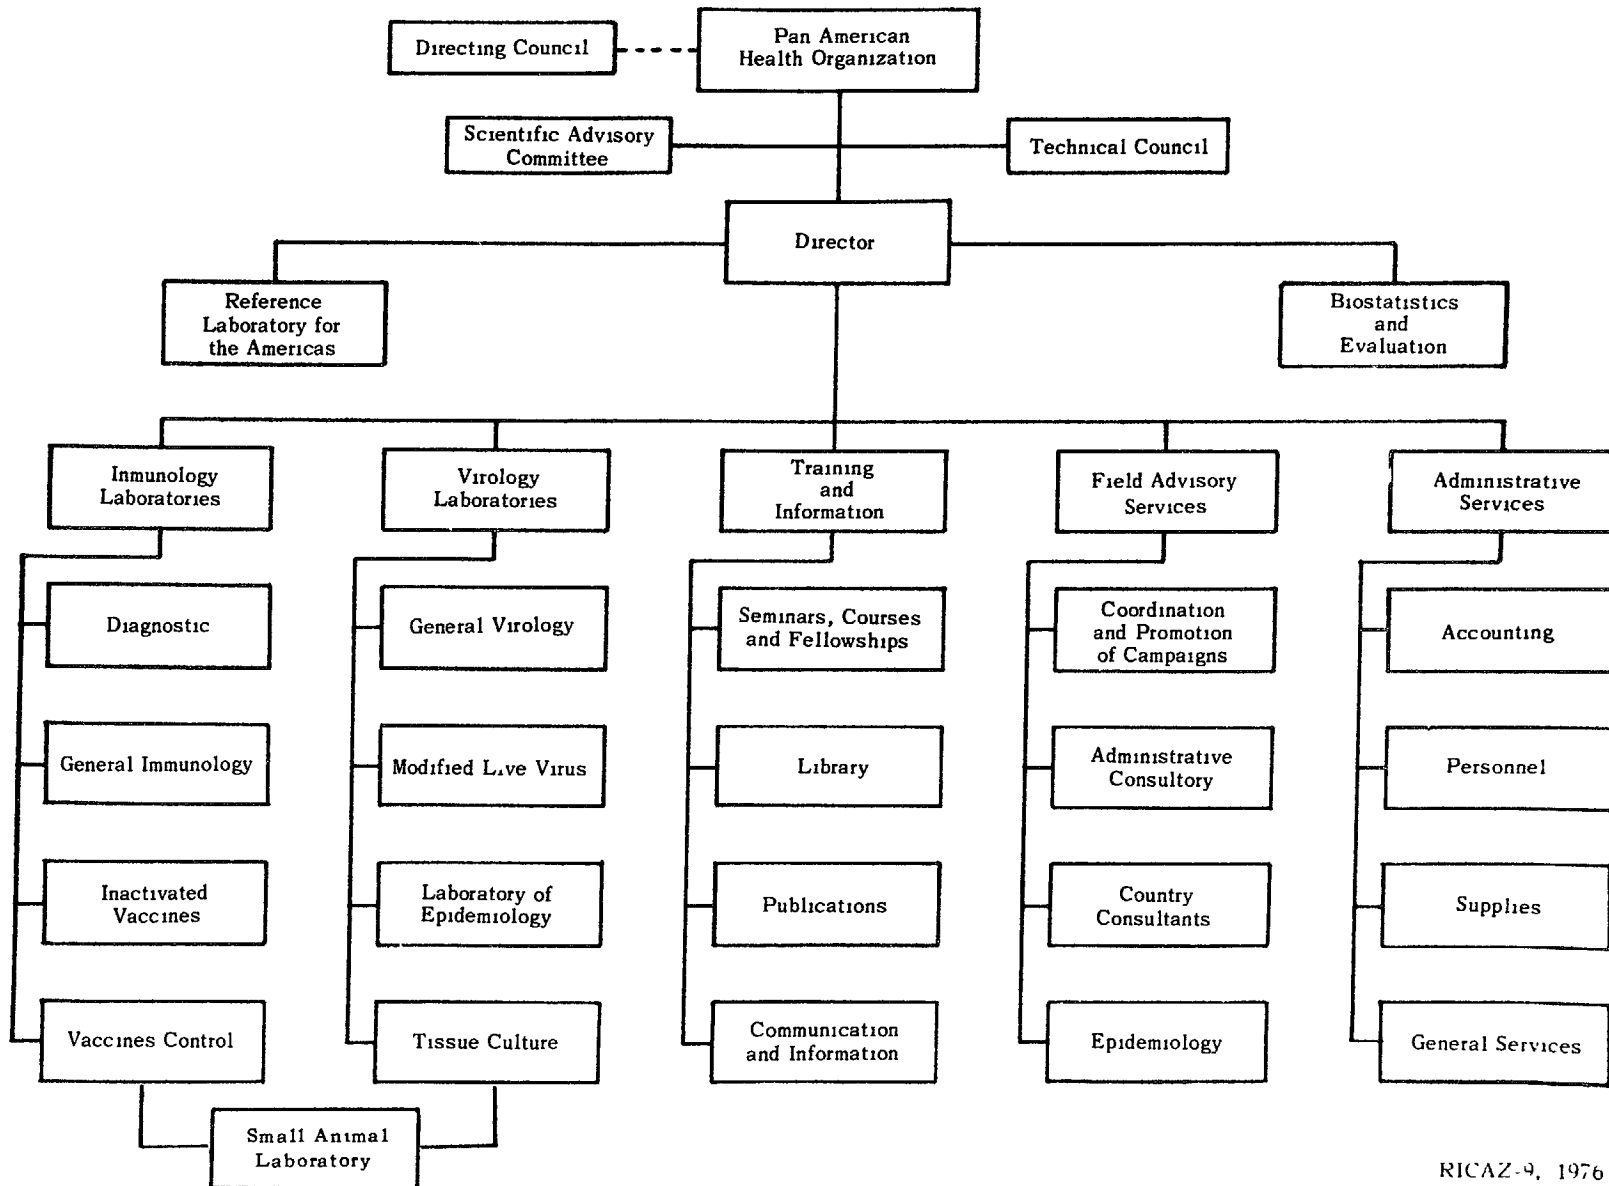 Directing Council
Pan American
Health Organization
Scientific Advisory
Committee
Technical Council
Director
Reference
Laboratory for
the Americas
Biostatistics
and
Evaluation
Inmunology
Laboratories
Virology
Laboratories
Training
and
Information
Field Advisory
Services
Administrative
Services
Diagnostic
General Virology
Seminars, Courses
and Fellowships
Coordination
and Promotion
of Campaigns
Accounting
General Immunology
Modified Live Virus
Library
Administrative
Consultory
Personnel
Inactivated
Vaccines
Laboratory of
Epidemiology
Publications
Country
Consultants
Supplies
Vaccines Control
Tissue Culture
Communication
and Information
Epidemiology
General Services
Small Animal
Laboratory
RICAZ-9, 1976